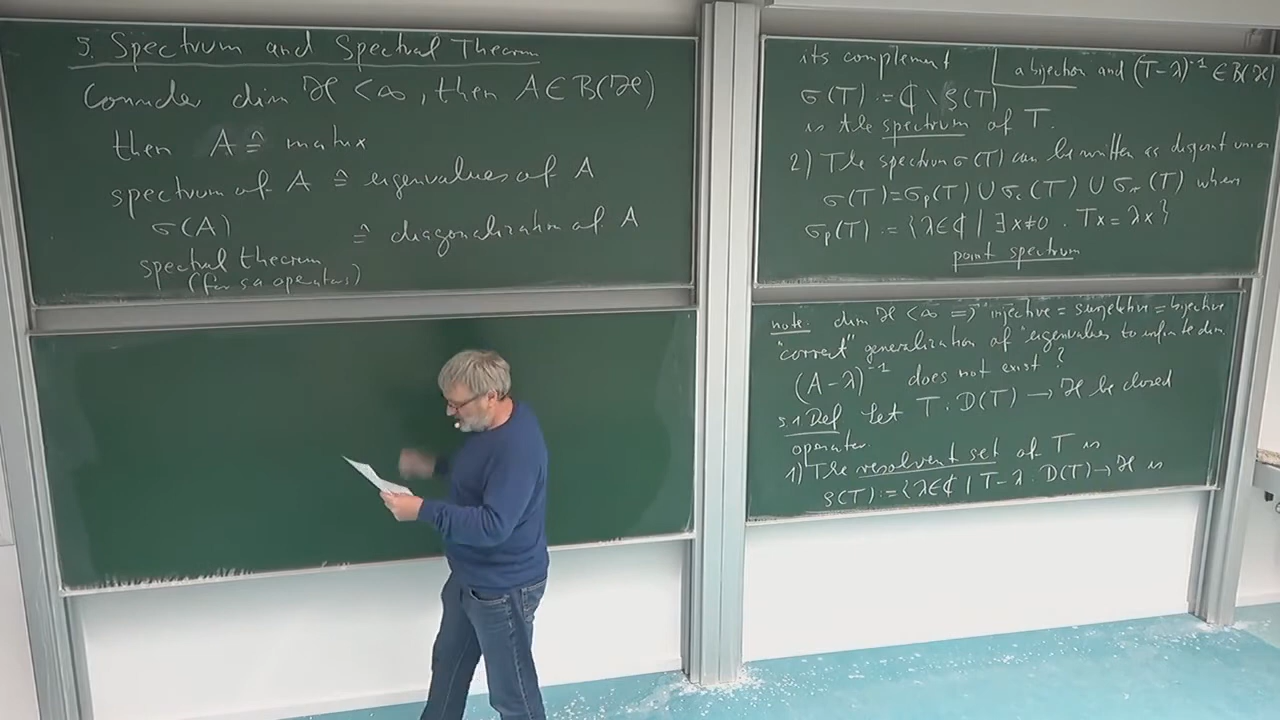 5. Spectrum and Spectral Theorem
Consider dim ℋ < ∞, then A ∈ B(ℋ)
then A ≙ matrix
spectrum of A ≙ eigenvalues of A
σ(A)
≙ diagonalization of A
spectral theorem
(for s a operators)
note: dim ℋ < ∞ => injective = surjective = bijective
"correct" generalization of eigenvalues to infinite dim
(A-λ)⁻¹ does not exist?
5.1 Def Let T: D(T) → ℋ be closed
operator.
1) The resolvent set of T is
ρ(T) := {λ∈ℂ | T-λ : D(T) → ℋ is
a bijection and (T-λ)⁻¹ ∈ B(ℋ)
its complement
σ(T) := ℂ \ ρ(T)
is the spectrum of T.
2) The spectrum σ(T) can be written as disjoint union
σ(T) = σp(T) ∪ σc(T) ∪ σr(T) where
σp(T) := {λ∈ℂ | ∃ x≠0 . Tx = λx}
point spectrum